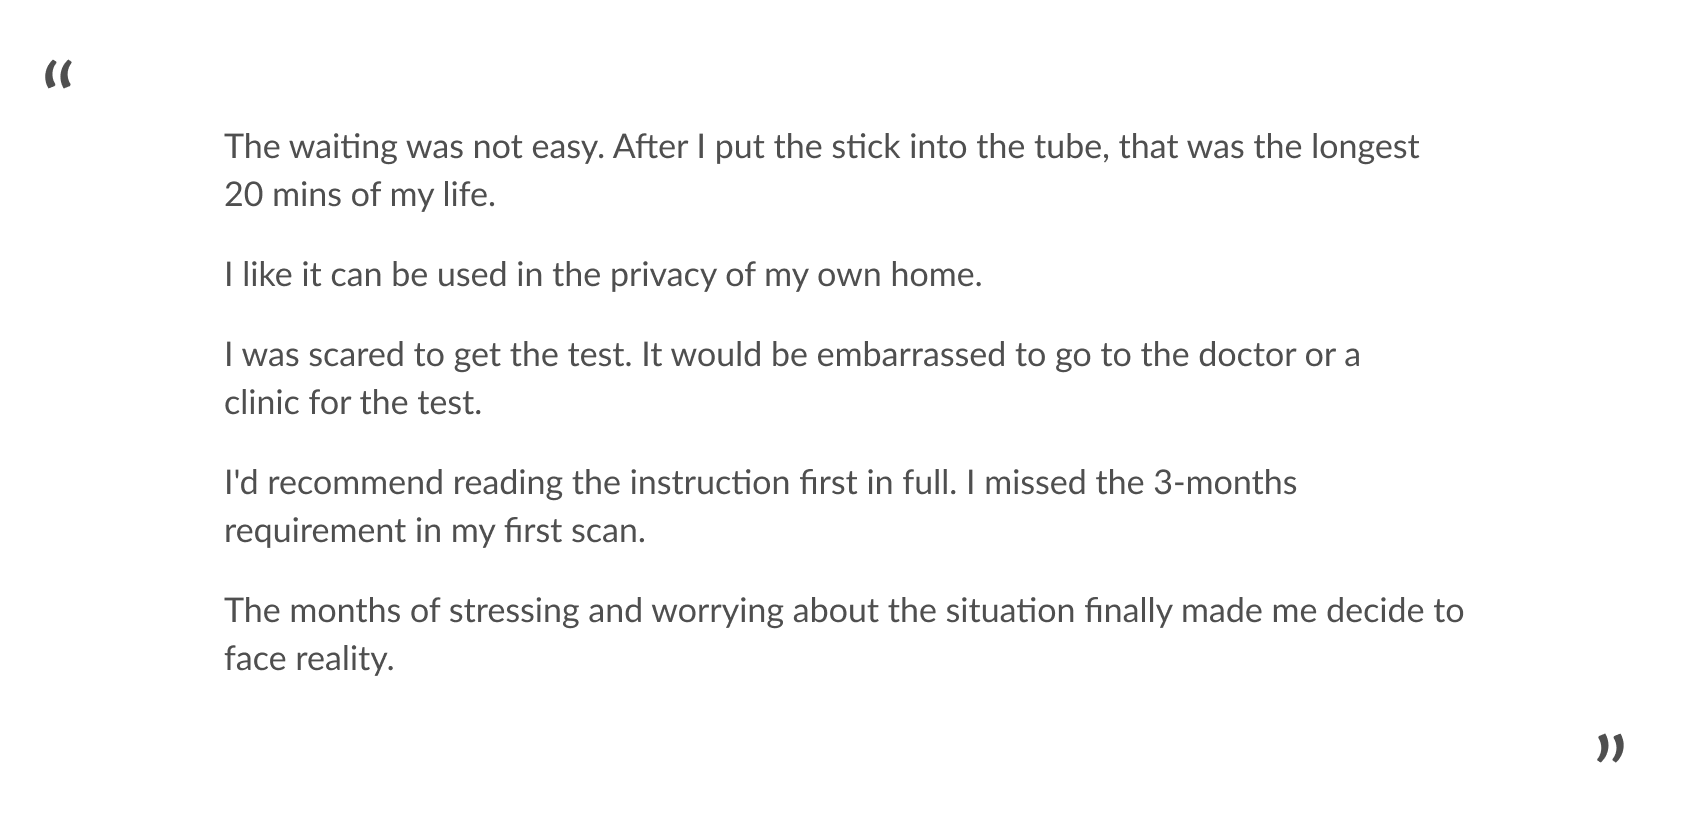 “
The waiting was not easy. After I put the stick into the tube, that was the longest
20 mins of my life.
I like it can be used in the privacy of my own home.
I was scared to get the test. It would be embarrassed to go to the doctor or a
clinic for the test.
I'd recommend reading the instruction first in full. I missed the 3-months
requirement in my first scan.
The months of stressing and worrying about the situation finally made me decide to
face reality.
”